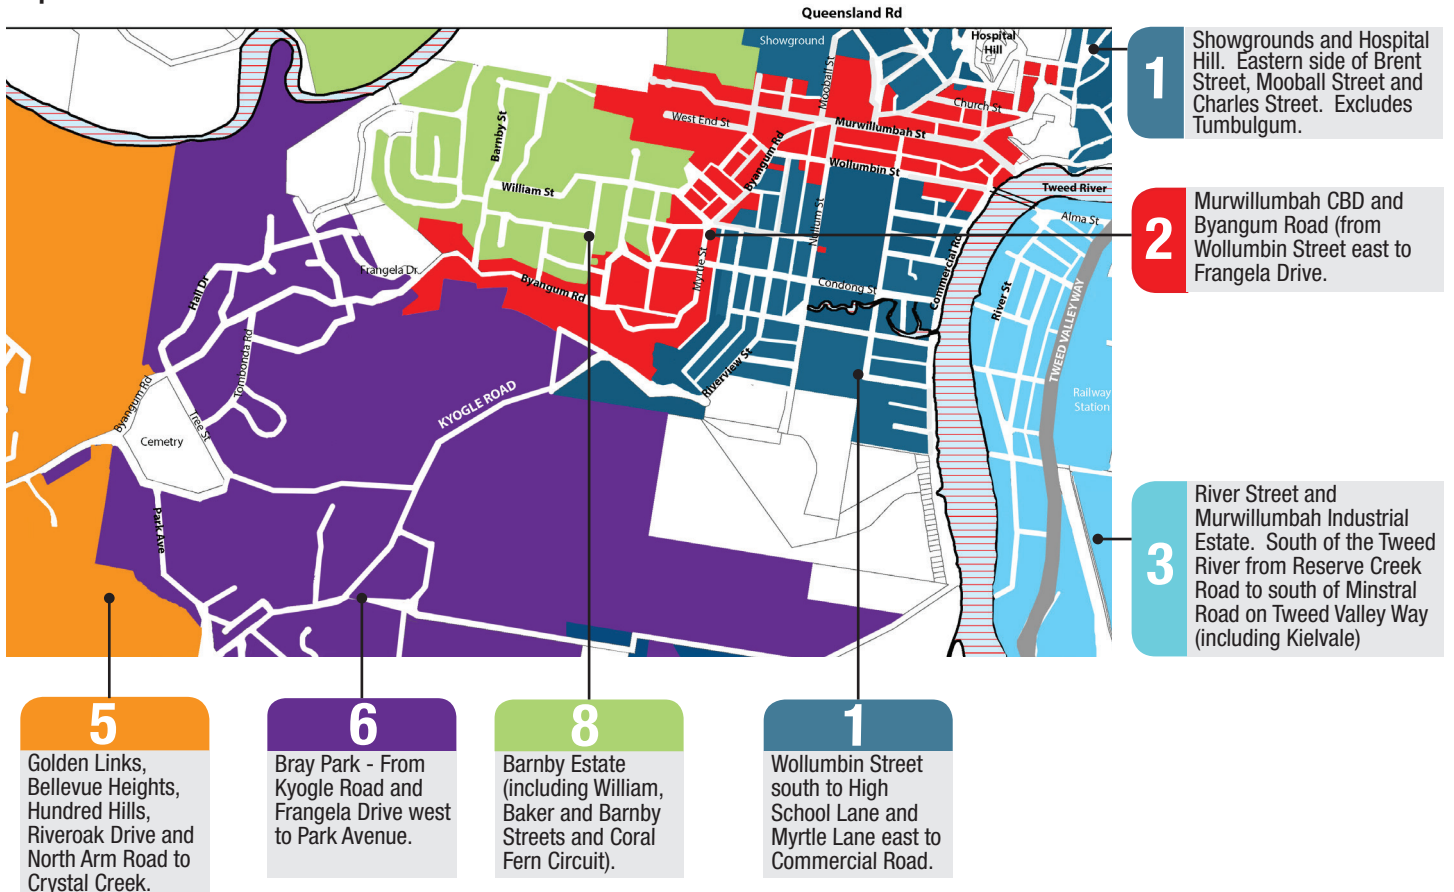 Queensland Rd
Showground
Hospital
Hill
Mooball St
Church St
West End St
Murwillumbah St
Barnby St
Byangum Rd
Wollumbin St
William St
Tweed River
Alma St
Nullum St
Myrtle St
Frangela Dr
Byangum Rd
Condong St
Commercial Rd
River St
TWEED VALLEY WAY
Hall Dr
Tombonda Rd
Riverview St
KYOGLE ROAD
Railway
Station
Byangum Rd
Tree St
Cemetry
Park Ave
1
Showgrounds and Hospital
Hill. Eastern side of Brent
Street, Mooball Street and
Charles Street. Excludes
Tumbulgum.
2
Murwillumbah CBD and
Byangum Road (from
Wollumbin Street east to
Frangela Drive.
3
River Street and
Murwillumbah Industrial
Estate. South of the Tweed
River from Reserve Creek
Road to south of Minstral
Road on Tweed Valley Way
(including Kielvale)
5
Golden Links,
Bellevue Heights,
Hundred Hills,
Riveroak Drive and
North Arm Road to
Crystal Creek.
6
Bray Park - From
Kyogle Road and
Frangela Drive west
to Park Avenue.
8
Barnby Estate
(including William,
Baker and Barnby
Streets and Coral
Fern Circuit).
1
Wollumbin Street
south to High
School Lane and
Myrtle Lane east to
Commercial Road.